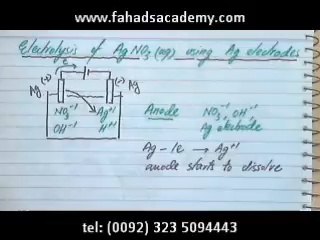 www.fahadsacademy.com
Electrolysis of AgNO3(aq) using Ag electrodes
e
(-) (+)
Ag Ag
NO3⁻¹ Ag⁺¹
OH⁻¹ H⁺¹
Anode NO3⁻¹, OH⁻¹,
Ag electrode
Ag - 1e → Ag⁺¹
anode starts to dissolve
tel: (0092) 323 5094443